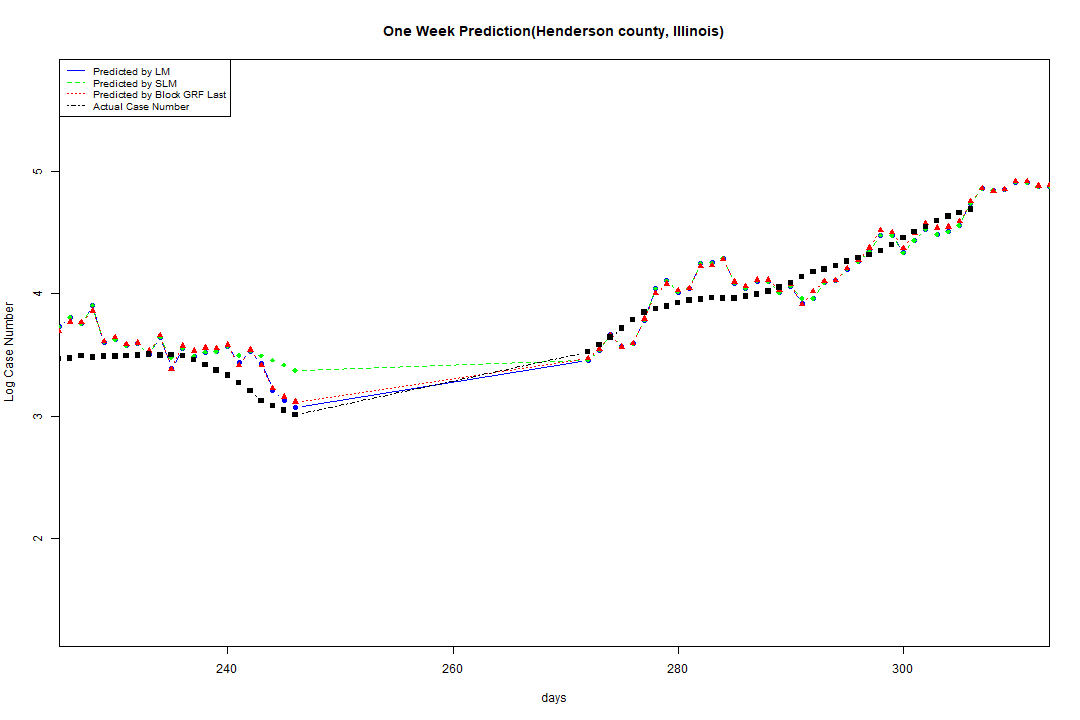 One Week Prediction(Henderson county, Illinois)
Predicted by LM
Predicted by SLM
Predicted by Block GRF Last
Actual Case Number
Log Case Number
5
4
3
2
240
260
280
300
days